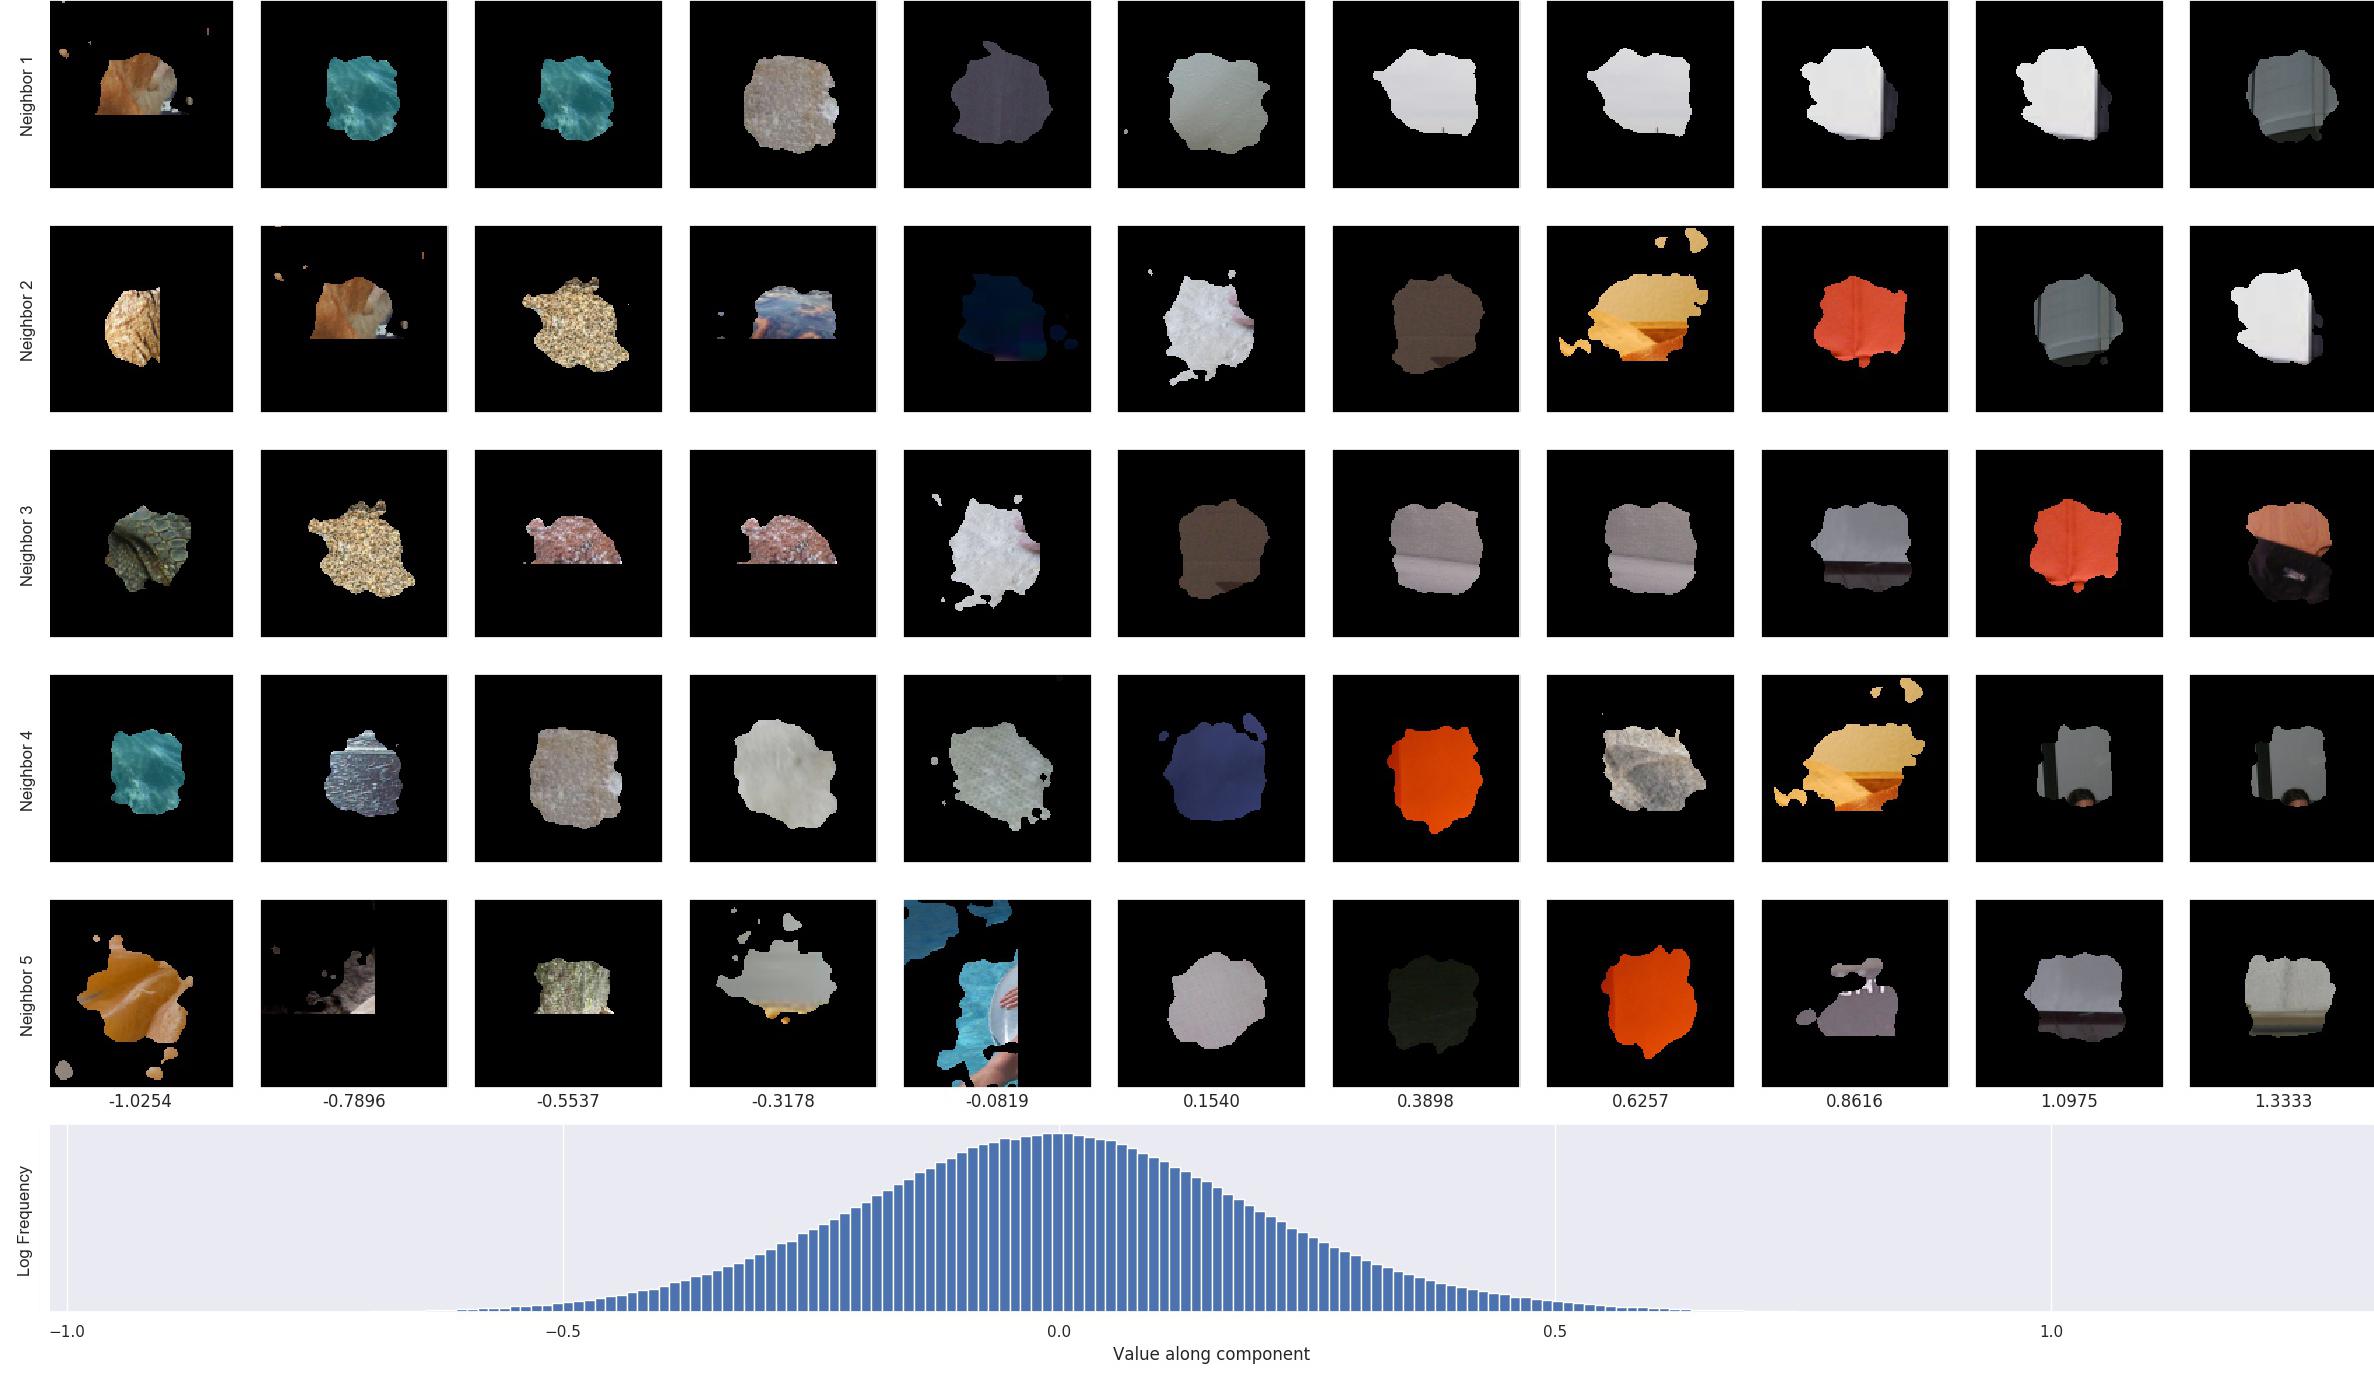 Neighbor 1
Neighbor 2
Neighbor 3
Neighbor 4
Neighbor 5
-1.0254 -0.7896 -0.5537 -0.3178 -0.0819 0.1540 0.3898 0.6257 0.8616 1.0975 1.3333
Log Frequency
−1.0 −0.5 0.0 0.5 1.0
Value along component